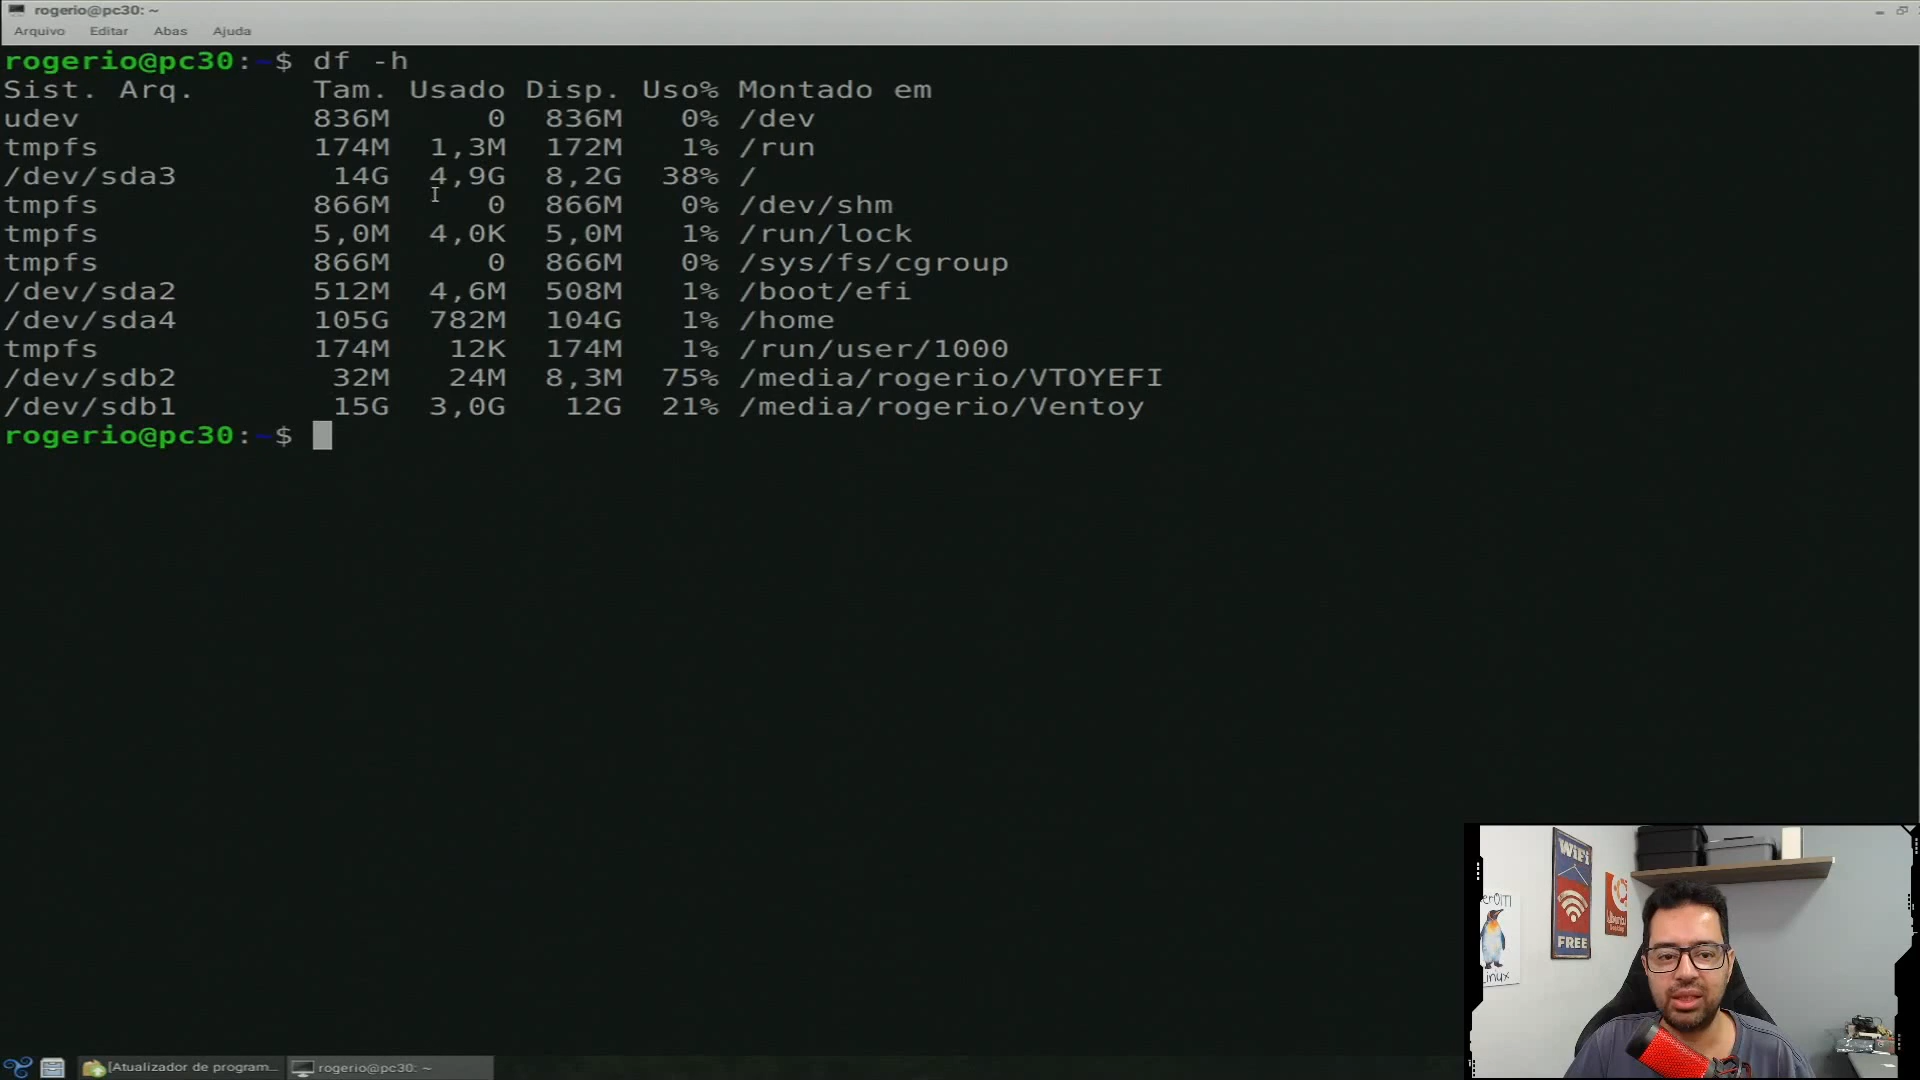 rogerio@pc30: ~
Arquivo Editar Abas Ajuda
rogerio@pc30:~$ df -h
Sist. Arq. Tam. Usado Disp. Uso% Montado em
udev 836M 0 836M 0% /dev
tmpfs 174M 1,3M 172M 1% /run
/dev/sda3 14G 4,9G 8,2G 38% /
tmpfs 866M 0 866M 0% /dev/shm
tmpfs 5,0M 4,0K 5,0M 1% /run/lock
tmpfs 866M 0 866M 0% /sys/fs/cgroup
/dev/sda2 512M 4,6M 508M 1% /boot/efi
/dev/sda4 105G 782M 104G 1% /home
tmpfs 174M 12K 174M 1% /run/user/1000
/dev/sdb2 32M 24M 8,3M 75% /media/rogerio/VTOYEFI
/dev/sdb1 15G 3,0G 12G 21% /media/rogerio/Ventoy
rogerio@pc30:~$
WiFi
FREE
Ubuntu
inux
[Atualizador de program...
rogerio@pc30: ~